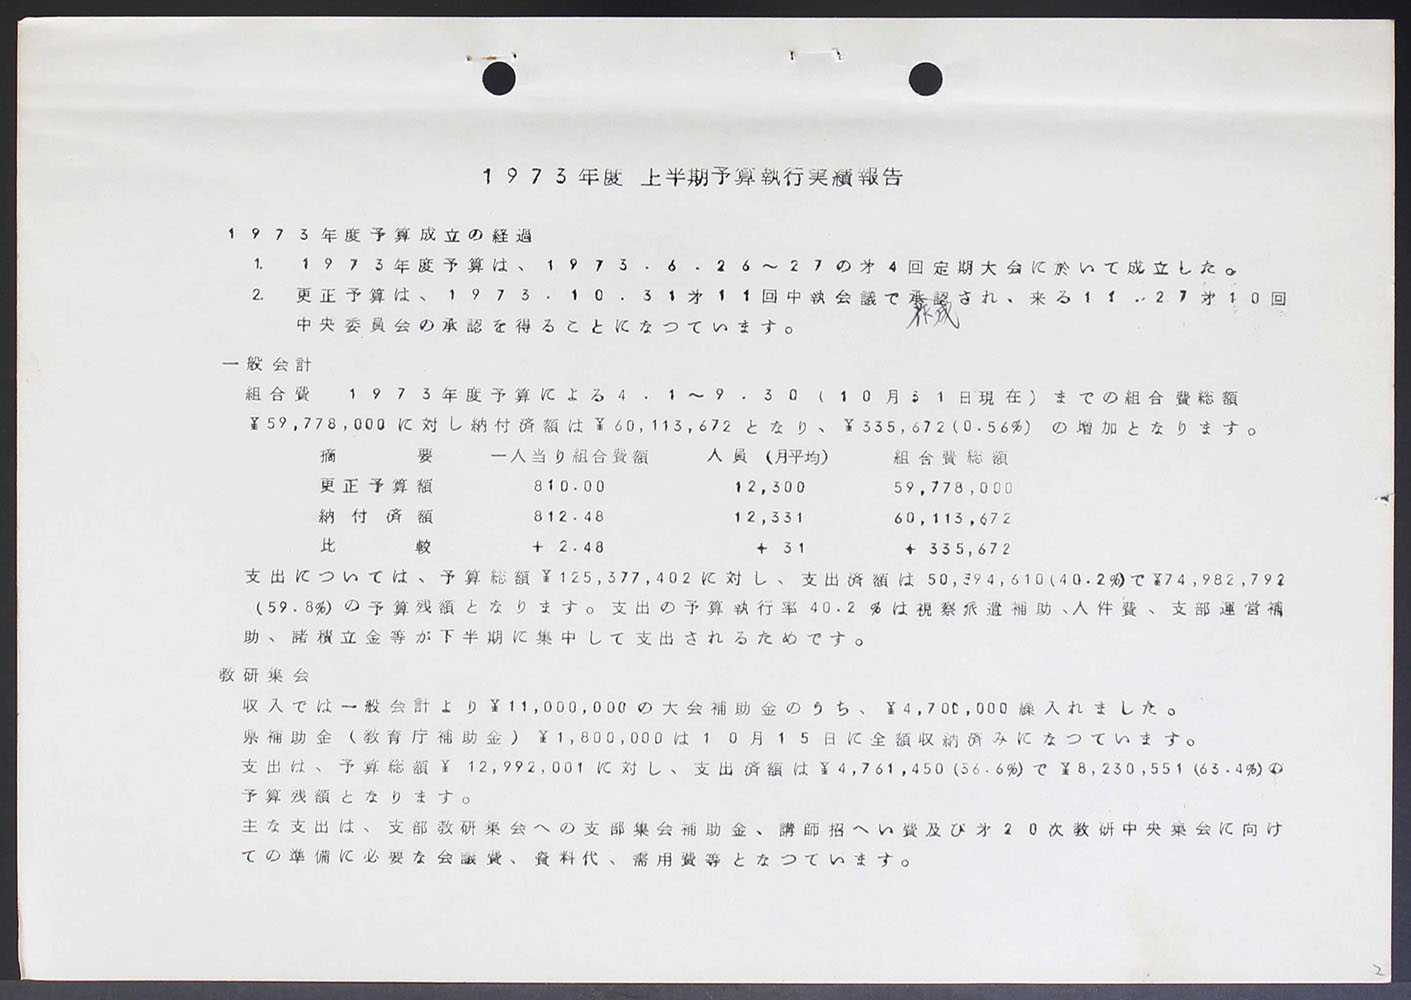 1973年度 上半期予算執行実績報告
1973年度予算成立の経過
1. 1973年度予算は、1973.6.26～27の才4回定期大会に於いて成立した。
2. 更正予算は、1973.10.31才11回中執会議で承認され、来る11.27才10回
中央委員会の承認を得ることになつています。
一般会計
組合費 1973年度予算による4.1～9.30(10月31日現在)までの組合費総額
¥59,778,000に対し納付済額は¥60,113,672となり、¥335,672(0.56%)の増加となります。
摘要 一人当り組合費額 人員(月平均) 組合費総額
更正予算額 810.00 12,300 59,778,000
納付済額 812.48 12,331 60,113,672
比較 + 2.48 + 31 + 335,672
支出については、予算総額¥125,377,402に対し、支出済額は50,394,610(40.2%)で¥74,982,792
(59.8%)の予算残額となります。支出の予算執行率40.2%は視察派遣補助、人件費、支部運営補
助、諸積立金等が下半期に集中して支出されるためです。
教研集会
収入では一般会計より¥11,000,000の大会補助金のうち、¥4,700,000繰入れました。
県補助金(教育庁補助金)¥1,800,000は10月15日に全額収納済みになつています。
支出は、予算総額¥ 12,992,001に対し、支出済額は¥4,761,450(36.6%)で¥8,230,551(63.4%)の
予算残額となります。
主な支出は、支部教研集会への支部集会補助金、講師招へい費及び才20次教研中央集会に向け
ての準備に必要な会議費、資料代、需用費等となつています。
2